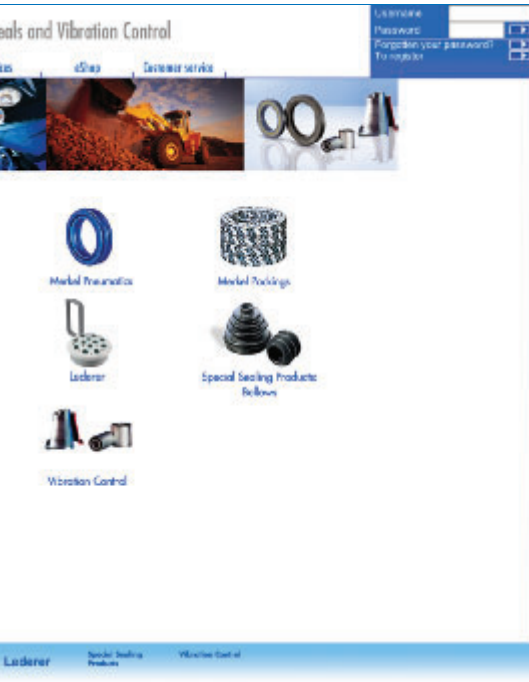 eals and Vibration Control
Username
Password
Forgotten your password?
To register
eShop
Customer service
Merkel Pneumatics
Merkel Packings
Lederer
Special Sealing Products
Bellows
Vibration Control
Lederer
Special Sealing
Products
Vibration Control